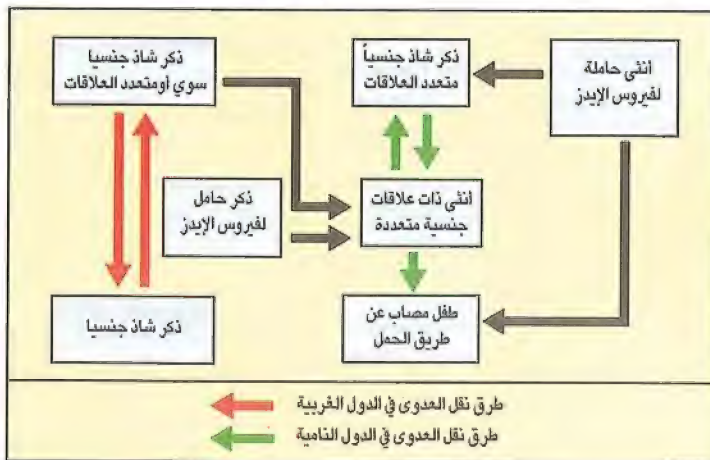 أنثى حاملة
لفيروس الإيدز
ذكر شاذ جنسياً
متعدد العلاقات
ذكر شاذ جنسيا
سوي أومتعدد العلاقات
أنثى ذات علاقات
جنسية متعددة
ذكر حامل
لفيروس الإيدز
طفل مصاب عن
طريق الحمل
ذكر شاذ جنسيا
طرق نقل العدوى في الدول الغربية
طرق نقل العدوى في الدول النامية